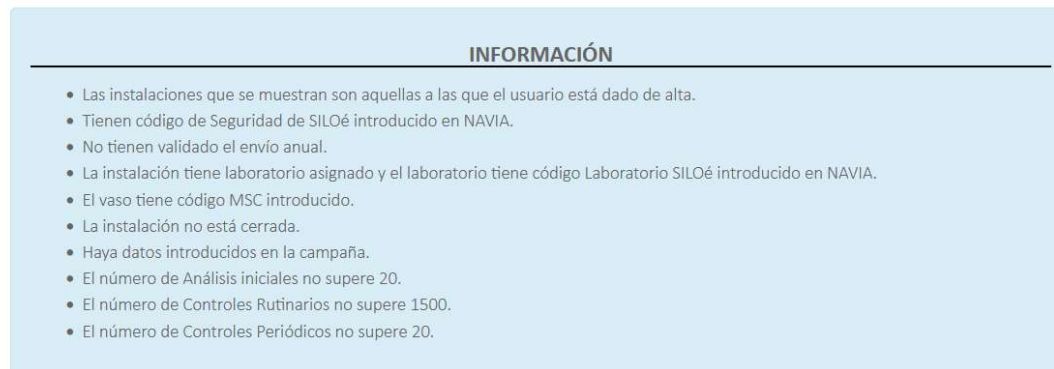 INFORMACIÓN
• Las instalaciones que se muestran son aquellas a las que el usuario está dado de alta.
• Tienen código de Seguridad de SILOé introducido en NAVIA.
• No tienen validado el envío anual.
• La instalación tiene laboratorio asignado y el laboratorio tiene código Laboratorio SILOé introducido en NAVIA.
• El vaso tiene código MSC introducido.
• La instalación no está cerrada.
• Haya datos introducidos en la campaña.
• El número de Análisis iniciales no supere 20.
• El número de Controles Rutinarios no supere 1500.
• El número de Controles Periódicos no supere 20.